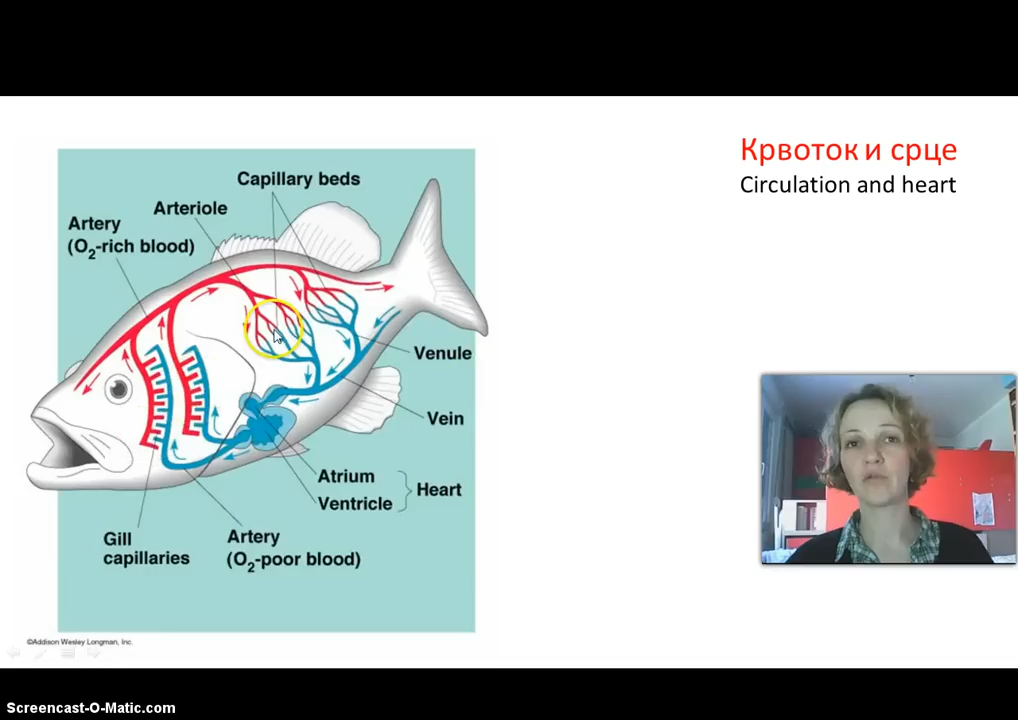 Крвоток и срце
Circulation and heart
Capillary beds
Arteriole
Artery
(O₂-rich blood)
Venule
Vein
Atrium
Ventricle
Heart
Gill
capillaries
Artery
(O₂-poor blood)
©Addison Wesley Longman, Inc.
Screencast-O-Matic.com